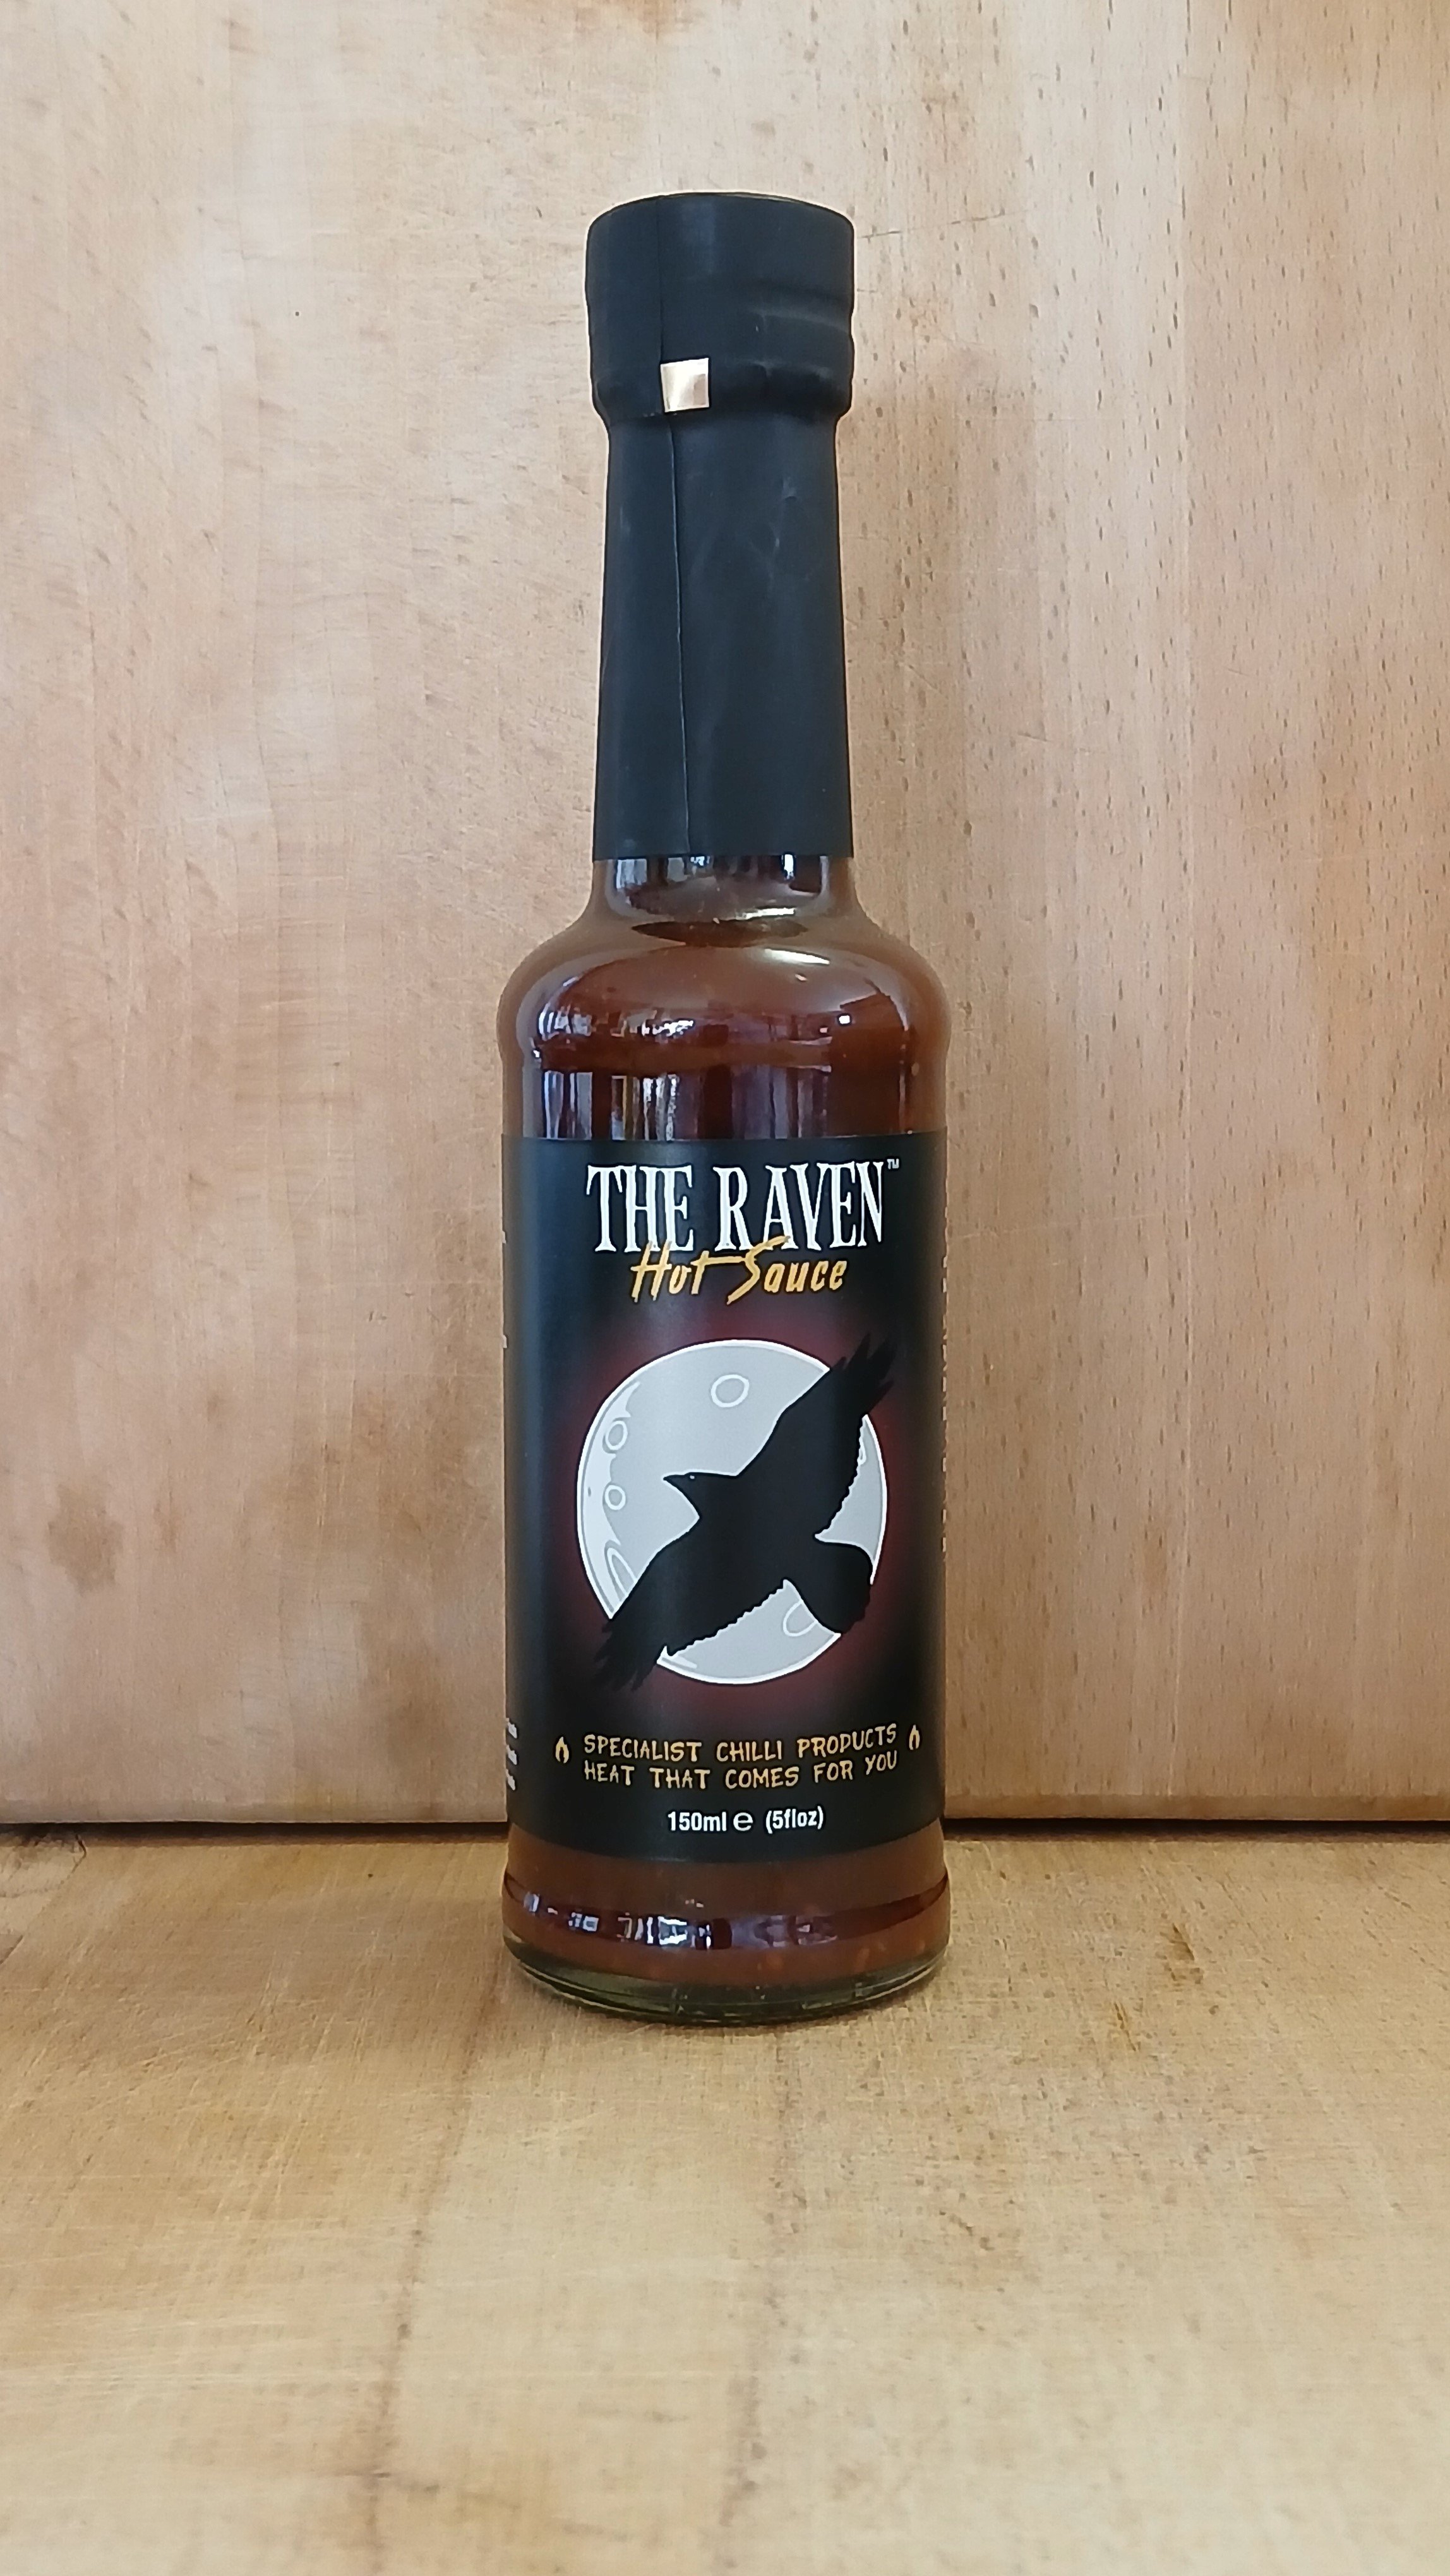 THE RAVEN™
Hot Sauce
SPECIALIST CHILLI PRODUCTS
HEAT THAT COMES FOR YOU
150ml ℮ (5floz)